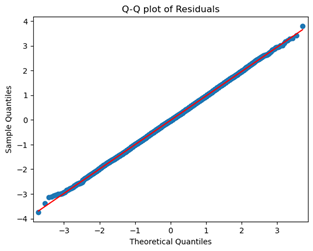 Q-Q plot of Residuals
4
3
2
1
0
−1
−2
−3
−4
Sample Quantiles
−3 −2 −1 0 1 2 3
Theoretical Quantiles